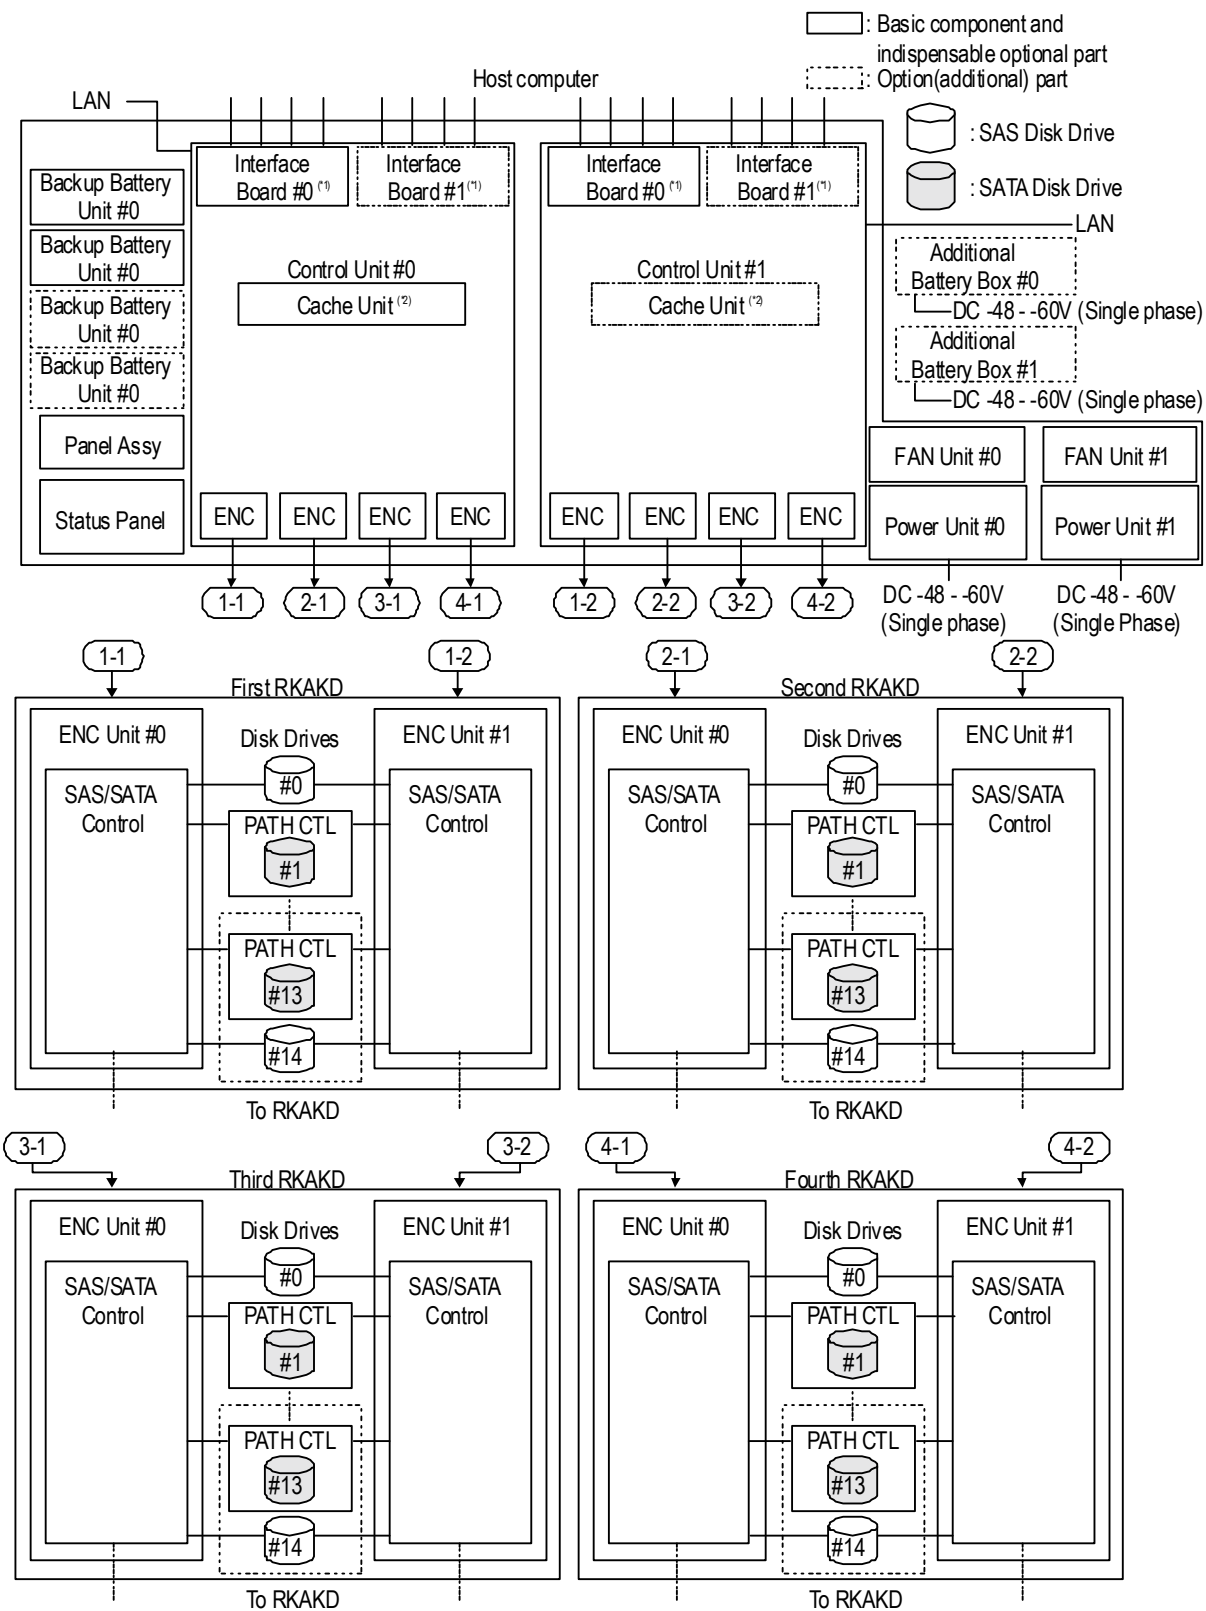 : Basic component and
indispensable optional part
: Option(additional) part
Host computer
LAN
: SAS Disk Drive
: SATA Disk Drive
Interface
Board #0 (*1)
Interface
Board #1 (*1)
Interface
Board #0 (*1)
Interface
Board #1 (*1)
Backup Battery
Unit #0
Backup Battery
Unit #0
Backup Battery
Unit #0
Backup Battery
Unit #0
Panel Assy
Status Panel
Control Unit #0
Cache Unit (*2)
Control Unit #1
Cache Unit (*2)
LAN
Additional
Battery Box #0
DC -48 - -60V (Single phase)
Additional
Battery Box #1
DC -48 - -60V (Single phase)
FAN Unit #0
FAN Unit #1
Power Unit #0
Power Unit #1
ENC
ENC
ENC
ENC
ENC
ENC
ENC
ENC
1-1
2-1
3-1
4-1
1-2
2-2
3-2
4-2
DC -48 - -60V
(Single phase)
DC -48 - -60V
(Single Phase)
1-1
1-2
First RKAKD
ENC Unit #0
Disk Drives
ENC Unit #1
SAS/SATA
Control
#0
PATH CTL
#1
PATH CTL
#13
#14
SAS/SATA
Control
To RKAKD
2-1
2-2
Second RKAKD
ENC Unit #0
Disk Drives
ENC Unit #1
SAS/SATA
Control
#0
PATH CTL
#1
PATH CTL
#13
#14
SAS/SATA
Control
To RKAKD
3-1
3-2
Third RKAKD
ENC Unit #0
Disk Drives
ENC Unit #1
SAS/SATA
Control
#0
PATH CTL
#1
PATH CTL
#13
#14
SAS/SATA
Control
To RKAKD
4-1
4-2
Fourth RKAKD
ENC Unit #0
Disk Drives
ENC Unit #1
SAS/SATA
Control
#0
PATH CTL
#1
PATH CTL
#13
#14
SAS/SATA
Control
To RKAKD